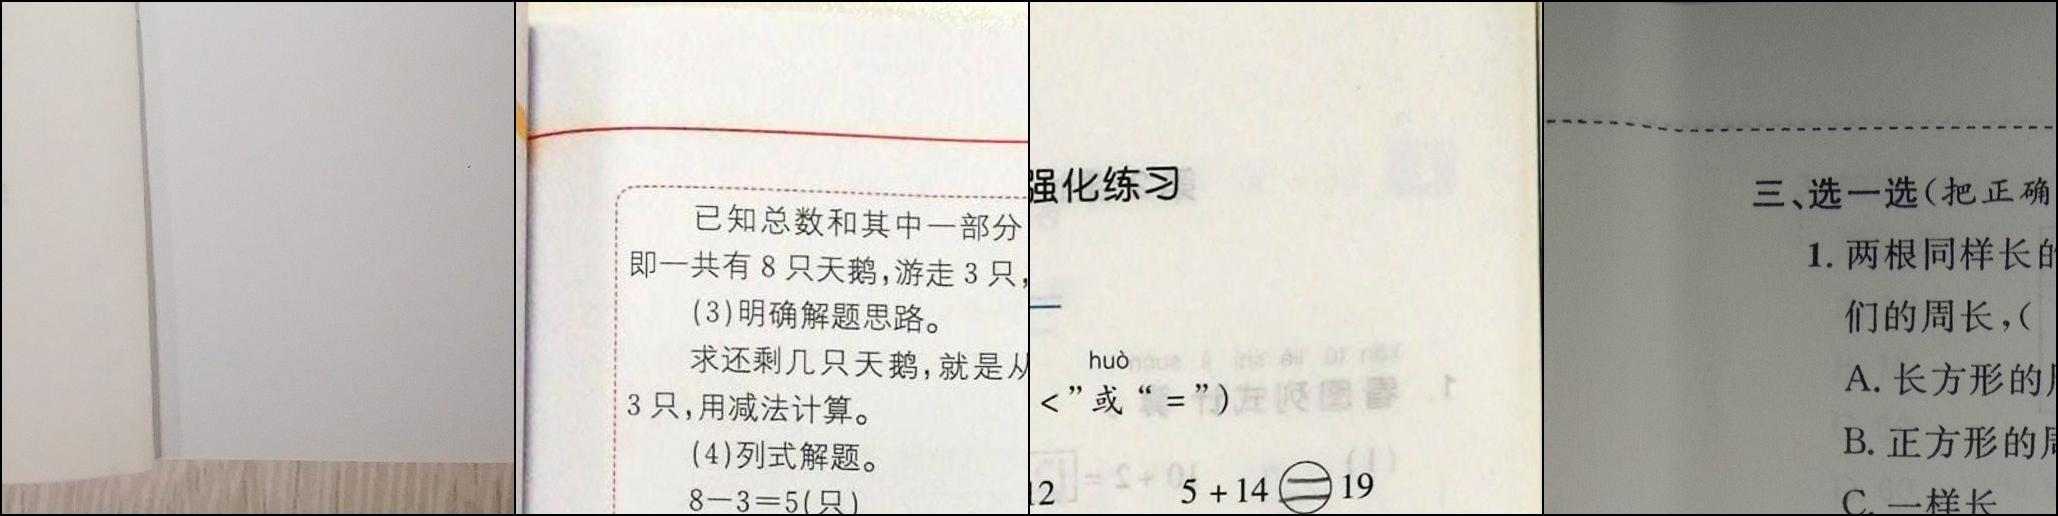 已知总数和其中一部分
即一共有 8 只天鹅,游走 3 只,
(3)明确解题思路。
求还剩几只天鹅,就是从
3 只,用减法计算。
(4)列式解题。
8-3=5(只)
强化练习
huò
<”或“=”)
12 5+14=19
三、选一选(把正确
1. 两根同样长的
们的周长,(
A. 长方形的周
B. 正方形的周
C. 一样长